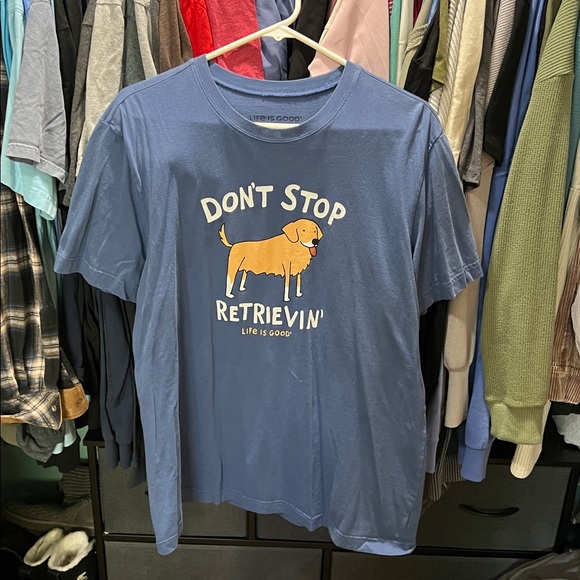 LIFE IS GOOD®
DON'T STOP
RETRIEVIN'
LIFE IS GOOD®